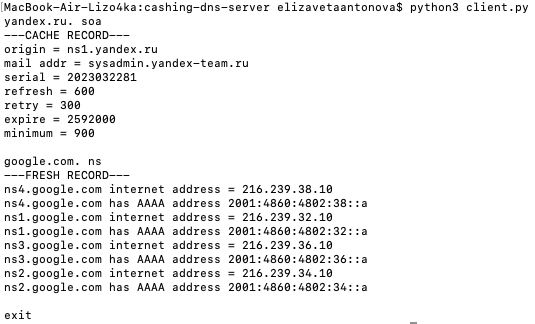 MacBook-Air-Lizo4ka:cashing-dns-server elizavetaantonova$ python3 client.py
yandex.ru. soa
---CACHE RECORD---
origin = ns1.yandex.ru
mail addr = sysadmin.yandex-team.ru
serial = 2023032281
refresh = 600
retry = 300
expire = 2592000
minimum = 900
google.com. ns
---FRESH RECORD---
ns4.google.com internet address = 216.239.38.10
ns4.google.com has AAAA address 2001:4860:4802:38::a
ns1.google.com internet address = 216.239.32.10
ns1.google.com has AAAA address 2001:4860:4802:32::a
ns3.google.com internet address = 216.239.36.10
ns3.google.com has AAAA address 2001:4860:4802:36::a
ns2.google.com internet address = 216.239.34.10
ns2.google.com has AAAA address 2001:4860:4802:34::a
exit